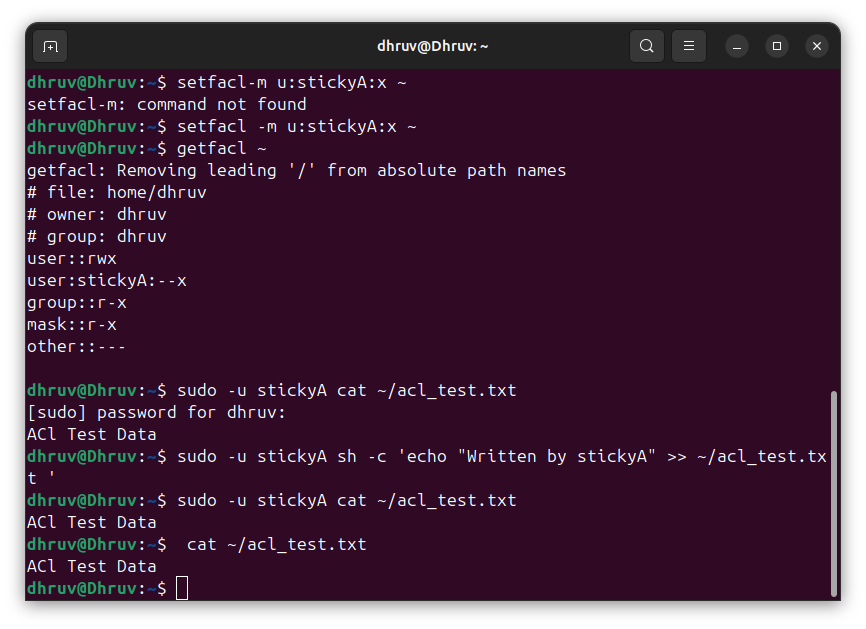 dhruv@Dhruv: ~
dhruv@Dhruv:~$ setfacl-m u:stickyA:x ~
setfacl-m: command not found
dhruv@Dhruv:~$ setfacl -m u:stickyA:x ~
dhruv@Dhruv:~$ getfacl ~
getfacl: Removing leading '/' from absolute path names
# file: home/dhruv
# owner: dhruv
# group: dhruv
user::rwx
user:stickyA:--x
group::r-x
mask::r-x
other::---
dhruv@Dhruv:~$ sudo -u stickyA cat ~/acl_test.txt
[sudo] password for dhruv:
ACl Test Data
dhruv@Dhruv:~$ sudo -u stickyA sh -c 'echo "Written by stickyA" >> ~/acl_test.tx
t '
dhruv@Dhruv:~$ sudo -u stickyA cat ~/acl_test.txt
ACl Test Data
dhruv@Dhruv:~$  cat ~/acl_test.txt
ACl Test Data
dhruv@Dhruv:~$